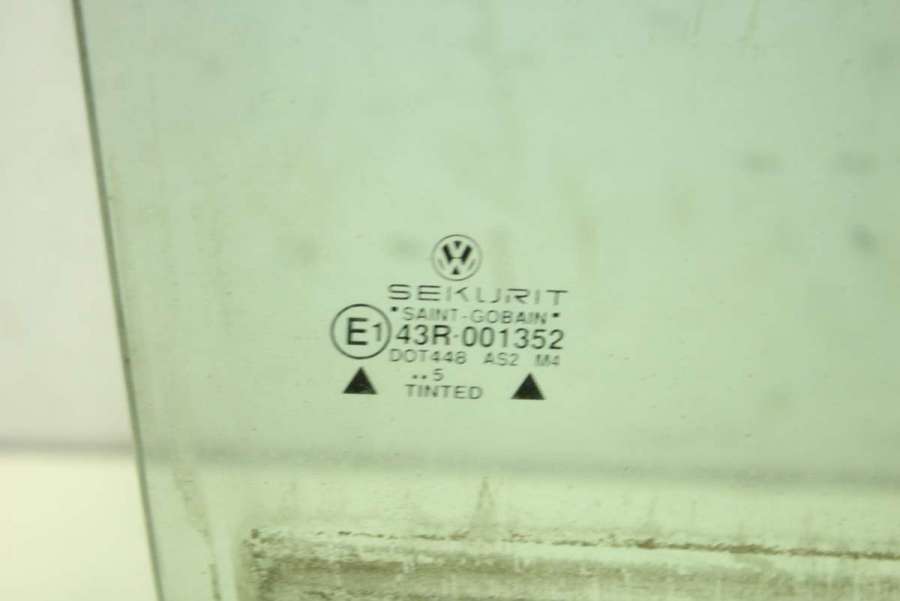 SEKURIT
"SAINT-GOBAIN"
E1 43R-001352
DOT448 AS2 M4
..5
TINTED